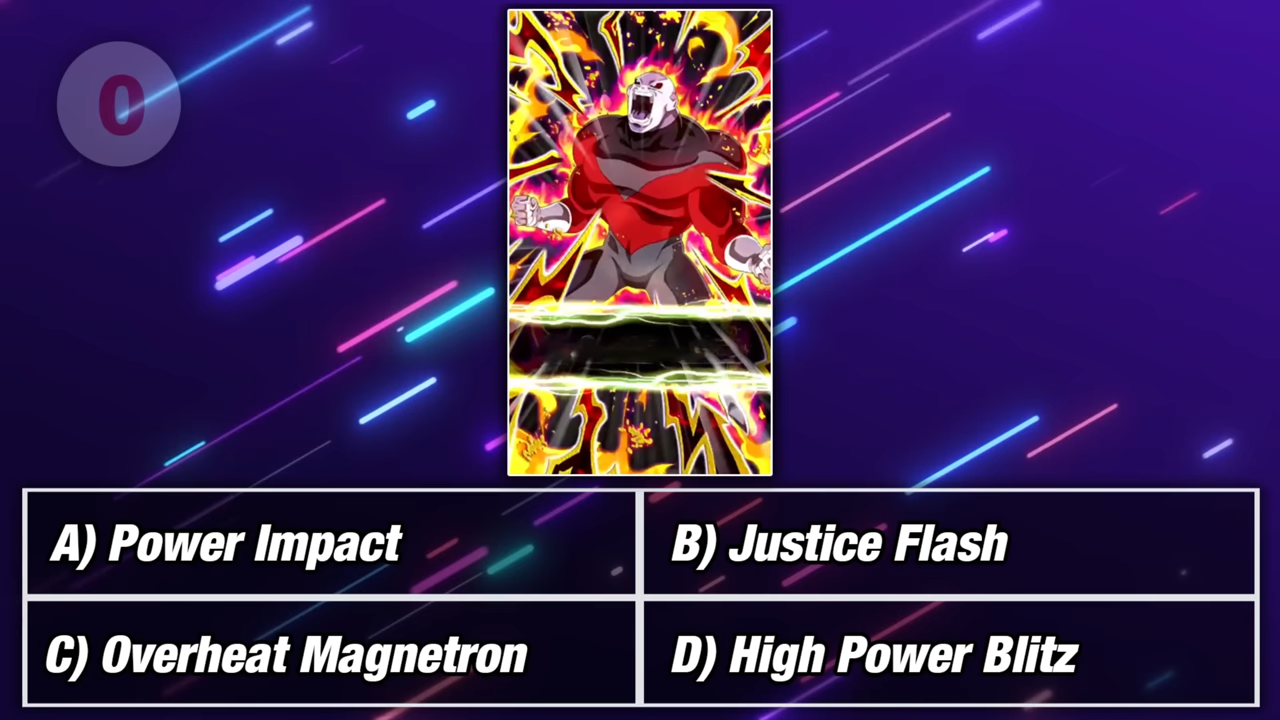 0
A) Power Impact
B) Justice Flash
C) Overheat Magnetron
D) High Power Blitz